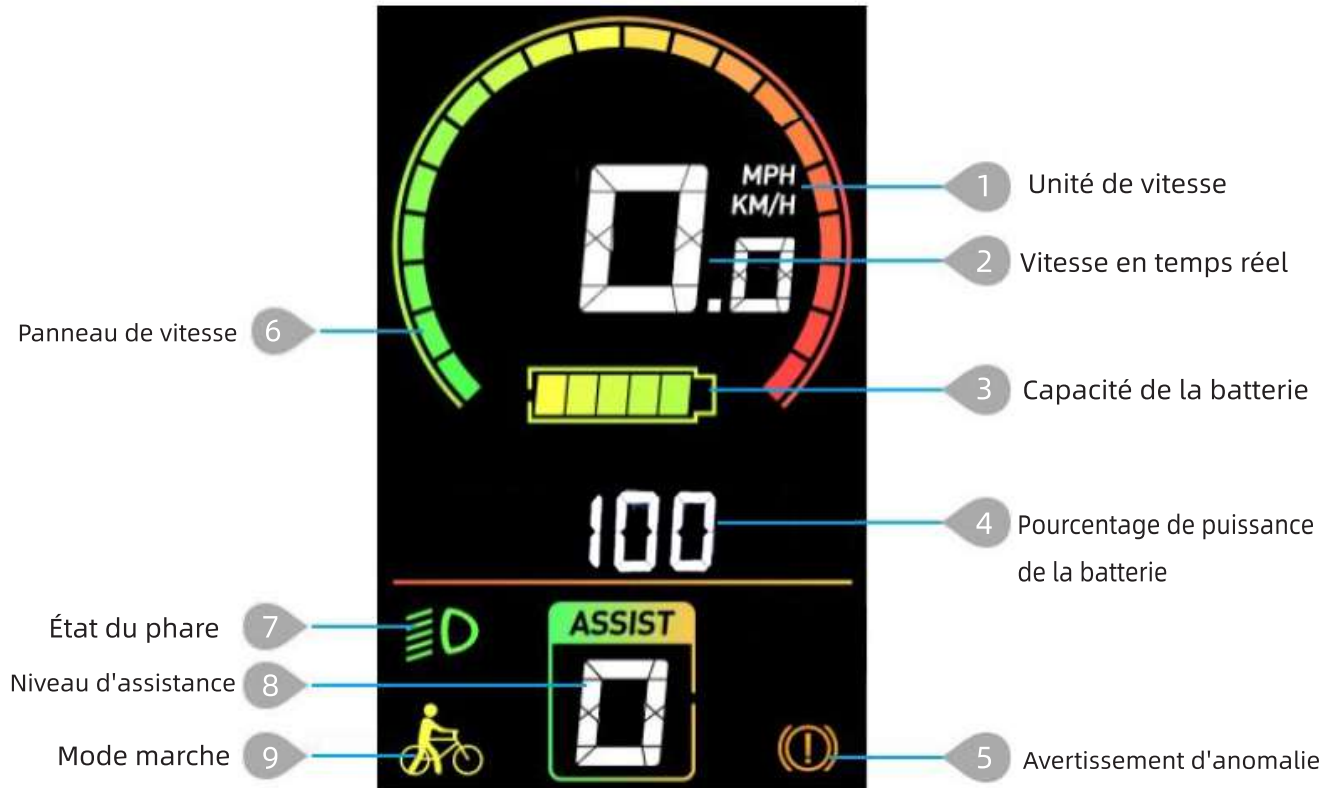 MPH
1 Unité de vitesse
KM/H
0.0
2 Vitesse en temps réel
Panneau de vitesse 6
3 Capacité de la batterie
100
4 Pourcentage de puissance
de la batterie
État du phare 7
ASSIST
Niveau d'assistance 8
0
Mode marche 9
5 Avertissement d'anomalie